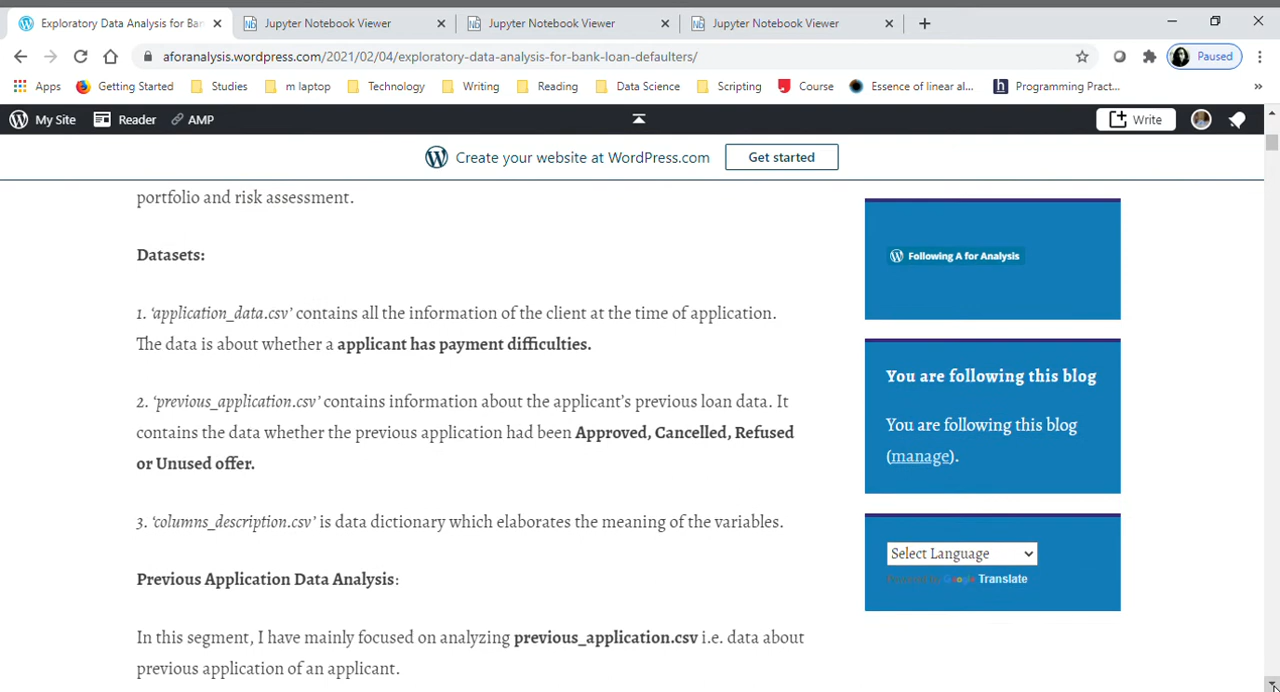 Exploratory Data Analysis for Ban
Jupyter Notebook Viewer
Jupyter Notebook Viewer
Jupyter Notebook Viewer
aforanalysis.wordpress.com/2021/02/04/exploratory-data-analysis-for-bank-loan-defaulters/
Paused
Apps
Getting Started
Studies
m laptop
Technology
Writing
Reading
Data Science
Scripting
Course
Essence of linear al...
Programming Pract...
My Site
Reader
AMP
Write
Create your website at WordPress.com
Get started
portfolio and risk assessment.
Datasets:
1. ‘application_data.csv’ contains all the information of the client at the time of application.
The data is about whether a applicant has payment difficulties.
2. ‘previous_application.csv’ contains information about the applicant’s previous loan data. It
contains the data whether the previous application had been Approved, Cancelled, Refused
or Unused offer.
3. ‘columns_description.csv’ is data dictionary which elaborates the meaning of the variables.
Previous Application Data Analysis:
In this segment, I have mainly focused on analyzing previous_application.csv i.e. data about
previous application of an applicant.
Following A for Analysis
You are following this blog
You are following this blog
(manage).
Select Language
Powered by Google Translate